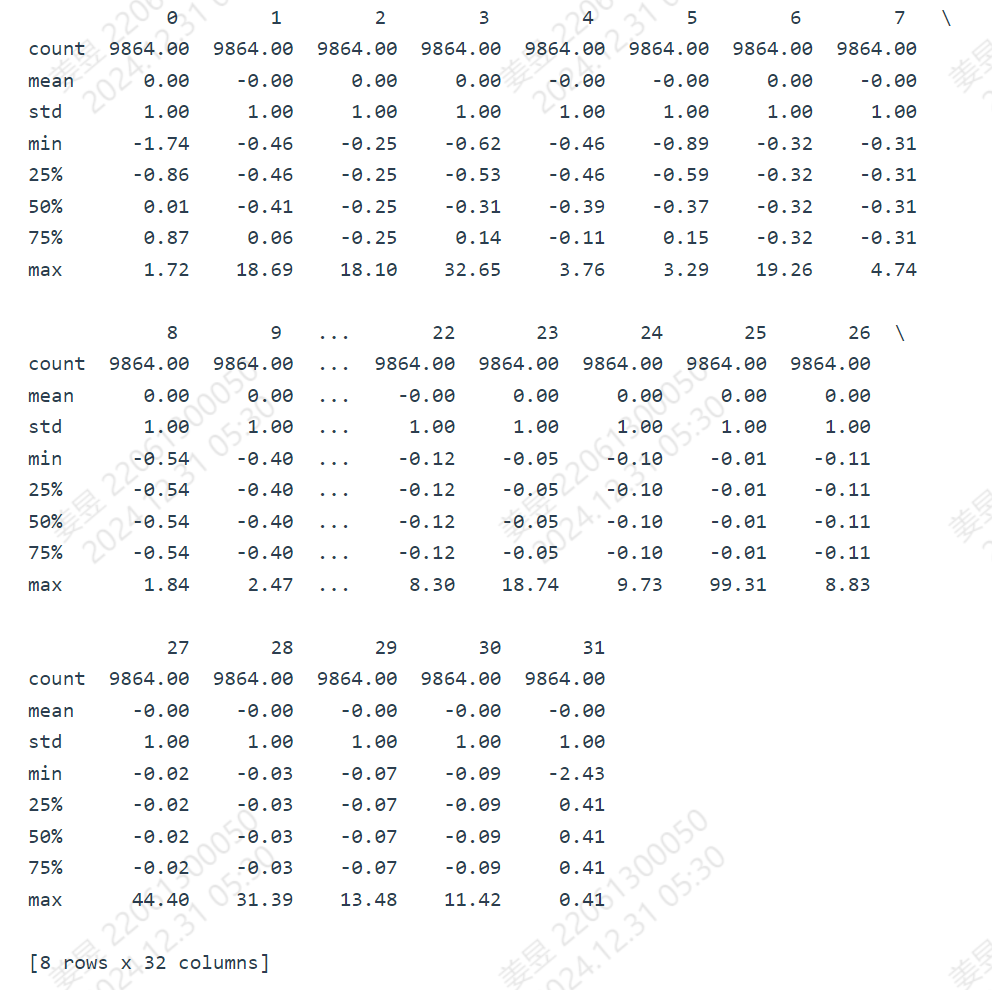 0 1 2 3 4 5 6 7 \
count 9864.00 9864.00 9864.00 9864.00 9864.00 9864.00 9864.00 9864.00
mean 0.00 -0.00 0.00 0.00 -0.00 -0.00 0.00 -0.00
std 1.00 1.00 1.00 1.00 1.00 1.00 1.00 1.00
min -1.74 -0.46 -0.25 -0.62 -0.46 -0.89 -0.32 -0.31
25% -0.86 -0.46 -0.25 -0.53 -0.46 -0.59 -0.32 -0.31
50% 0.01 -0.41 -0.25 -0.31 -0.39 -0.37 -0.32 -0.31
75% 0.87 0.06 -0.25 0.14 -0.11 0.15 -0.32 -0.31
max 1.72 18.69 18.10 32.65 3.76 3.29 19.26 4.74
8 9 ... 22 23 24 25 26 \
count 9864.00 9864.00 ... 9864.00 9864.00 9864.00 9864.00 9864.00
mean 0.00 0.00 ... -0.00 0.00 0.00 0.00 0.00
std 1.00 1.00 ... 1.00 1.00 1.00 1.00 1.00
min -0.54 -0.40 ... -0.12 -0.05 -0.10 -0.01 -0.11
25% -0.54 -0.40 ... -0.12 -0.05 -0.10 -0.01 -0.11
50% -0.54 -0.40 ... -0.12 -0.05 -0.10 -0.01 -0.11
75% -0.54 -0.40 ... -0.12 -0.05 -0.10 -0.01 -0.11
max 1.84 2.47 ... 8.30 18.74 9.73 99.31 8.83
27 28 29 30 31
count 9864.00 9864.00 9864.00 9864.00 9864.00
mean -0.00 -0.00 -0.00 -0.00 -0.00
std 1.00 1.00 1.00 1.00 1.00
min -0.02 -0.03 -0.07 -0.09 -2.43
25% -0.02 -0.03 -0.07 -0.09 0.41
50% -0.02 -0.03 -0.07 -0.09 0.41
75% -0.02 -0.03 -0.07 -0.09 0.41
max 44.40 31.39 13.48 11.42 0.41
[8 rows x 32 columns]
姜昱 22061300050
2024.12.31 05:30